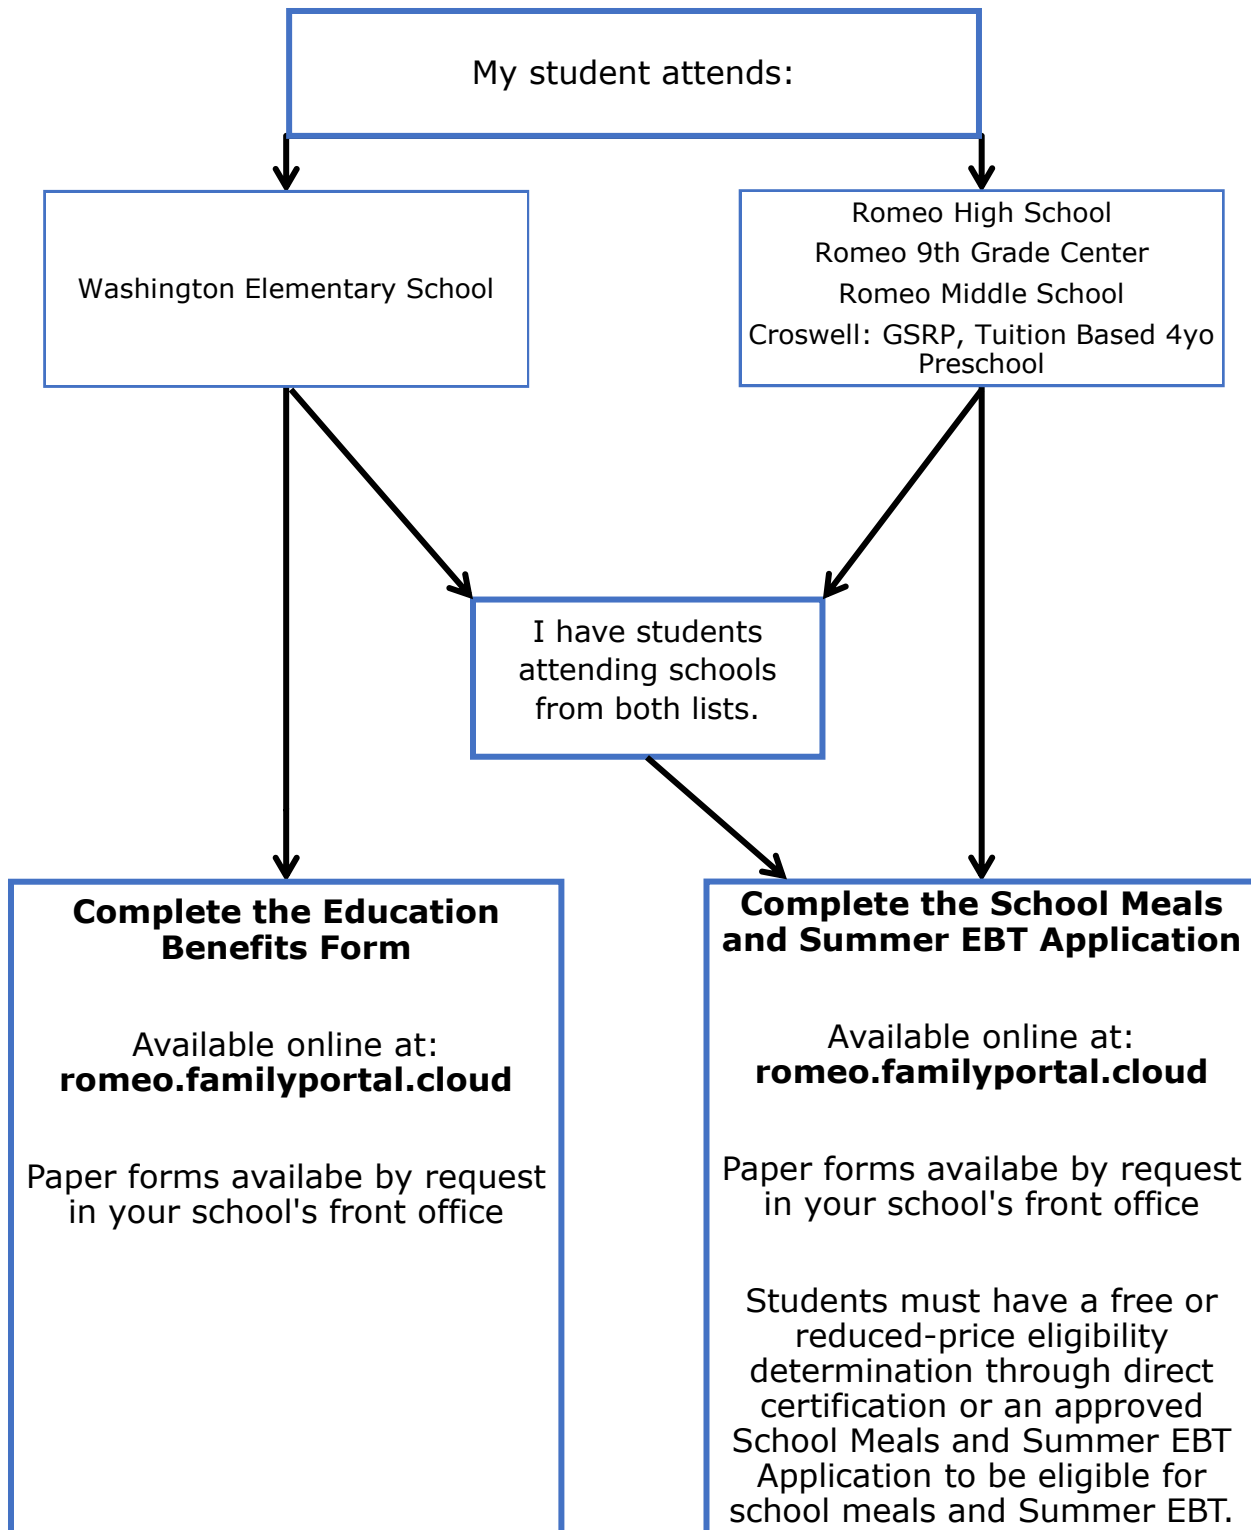 My student attends:
Washington Elementary School
Romeo High School
Romeo 9th Grade Center
Romeo Middle School
Croswell: GSRP, Tuition Based 4yo
Preschool
I have students
attending schools
from both lists.
Complete the Education
Benefits Form
Available online at:
romeo.familyportal.cloud
Paper forms availabe by request
in your school's front office
Complete the School Meals
and Summer EBT Application
Available online at:
romeo.familyportal.cloud
Paper forms availabe by request
in your school's front office
Students must have a free or
reduced-price eligibility
determination through direct
certification or an approved
School Meals and Summer EBT
Application to be eligible for
school meals and Summer EBT.